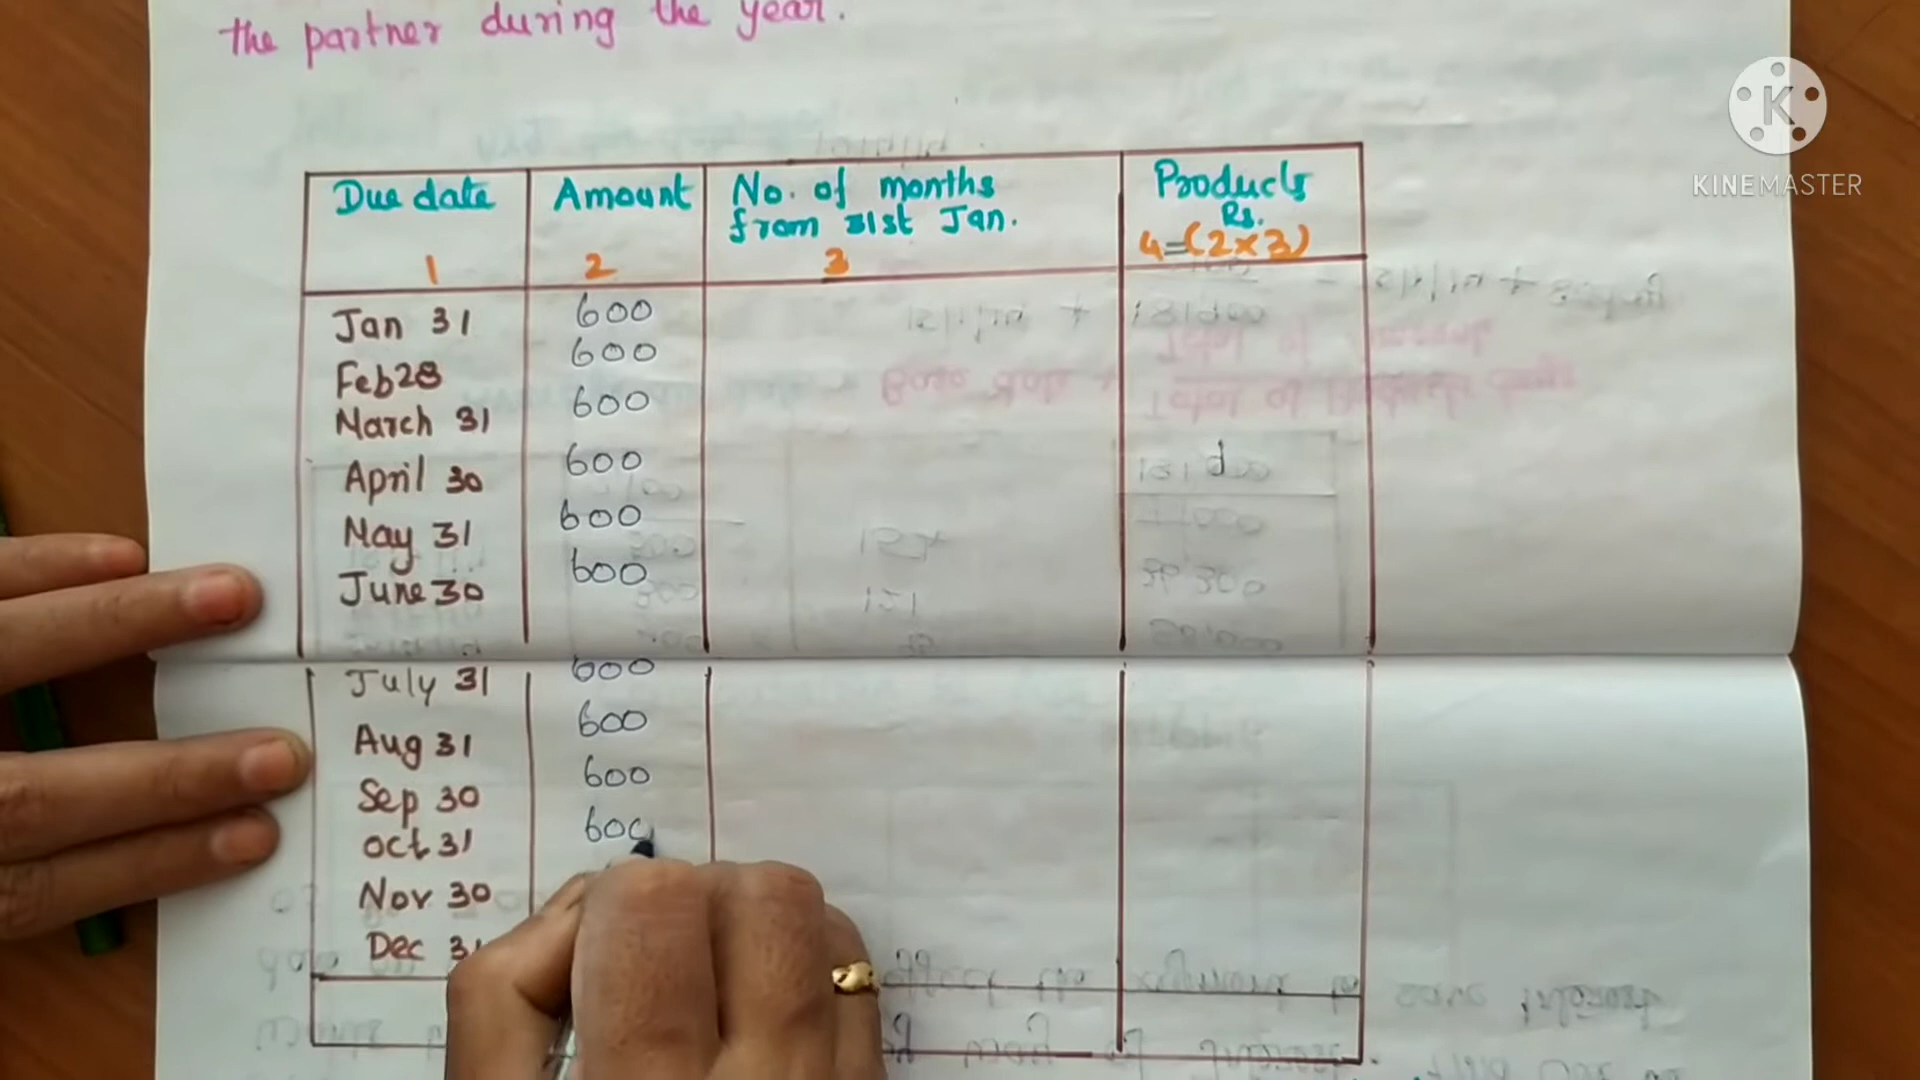 the partner during the year.
KINEMASTER
Due date Amount No. of months Products
from 31st Jan. Rs.
1 2 3 4=(2×3)
Jan 31 600
Feb 28 600
March 31 600
April 30 600
May 31 600
June 30 600
July 31 600
Aug 31 600
Sep 30 600
Oct 31 600
Nov 30
Dec 31